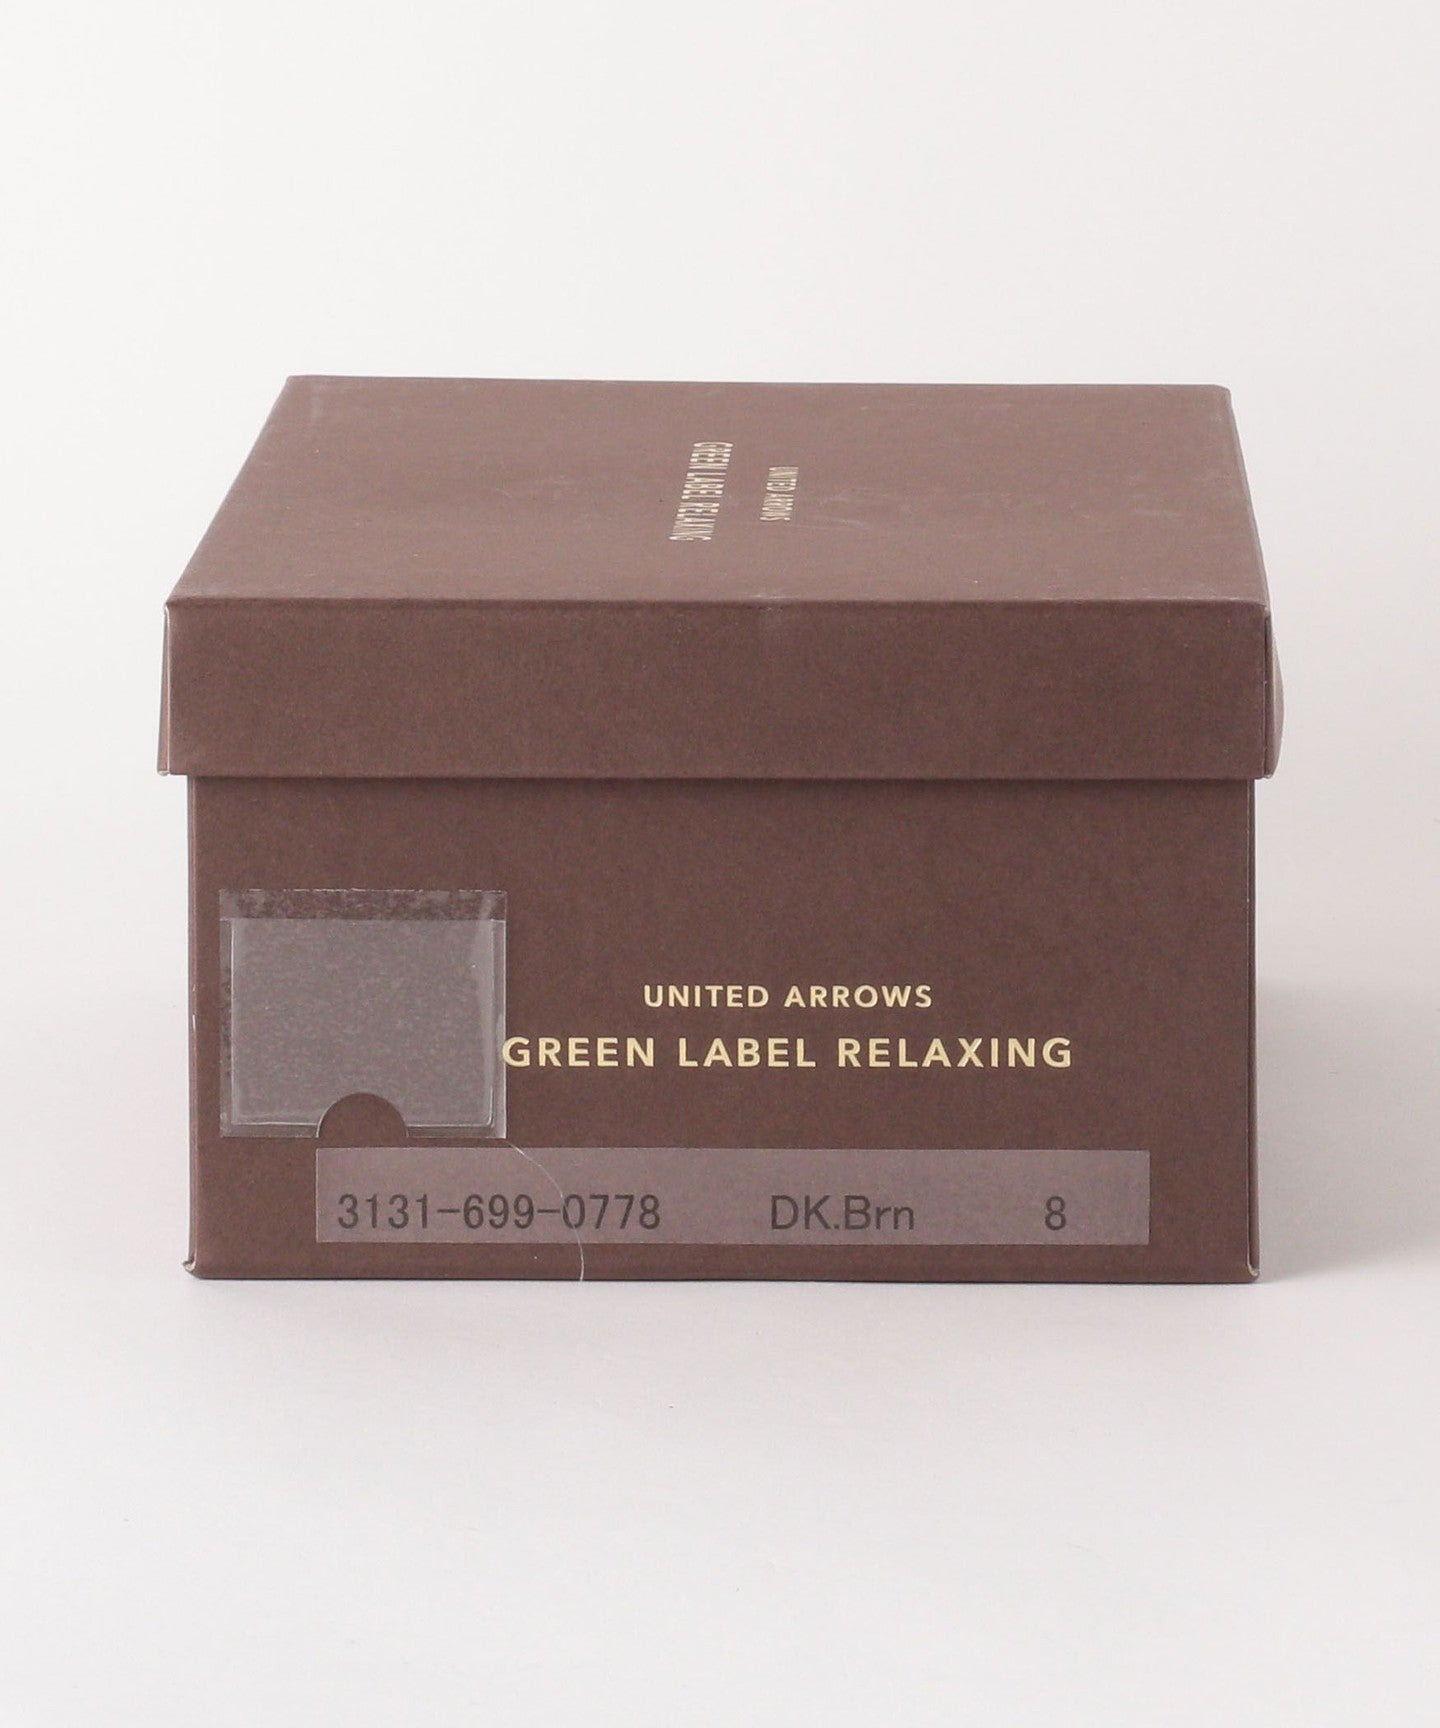 UNITED ARROWS
GREEN LABEL RELAXING
UNITED ARROWS
GREEN LABEL RELAXING
3131-699-0778 DK.Brn 8